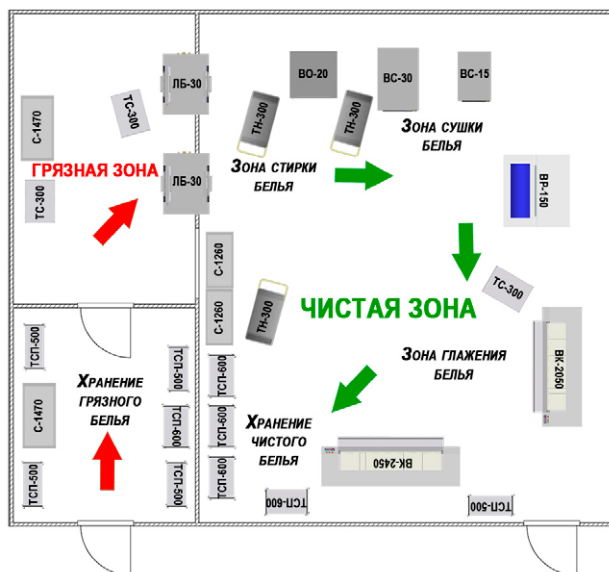 ЛБ-30
ВО-20
ВС-30
ВС-15
С-1470
ТС-300
ТН-300
ТН-300
ЗОНА СУШКИ
БЕЛЬЯ
ГРЯЗНАЯ ЗОНА
ЛБ-30
ЗОНА СТИРКИ
БЕЛЬЯ
ВР-150
ТС-300
С-1260
ТС-300
С-1260
ТН-300
ЧИСТАЯ ЗОНА
ТСП-500
ТСП-500
ТСП-600
ЗОНА ГЛАЖЕНИЯ
БЕЛЬЯ
ВК-2050
ХРАНЕНИЕ
ГРЯЗНОГО
БЕЛЬЯ
С-1470
ТСП-600
ТСП-600
ХРАНЕНИЕ
ЧИСТОГО
БЕЛЬЯ
ВК-2450
ТСП-500
ТСП-500
ТСП-600
ТСП-600
ТСП-500